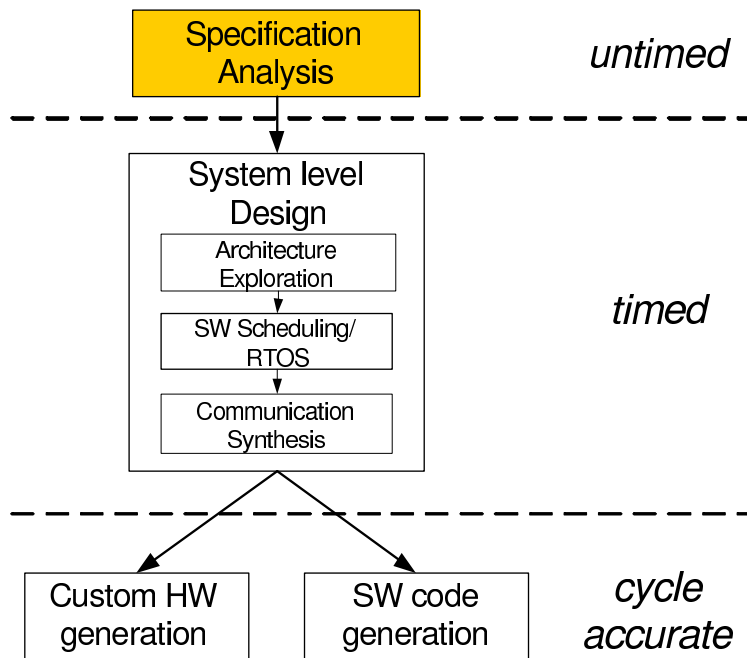 Specification
Analysis
untimed
System level
Design
Architecture
Exploration
SW Scheduling/
RTOS
Communication
Synthesis
timed
Custom HW
generation
SW code
generation
cycle
accurate